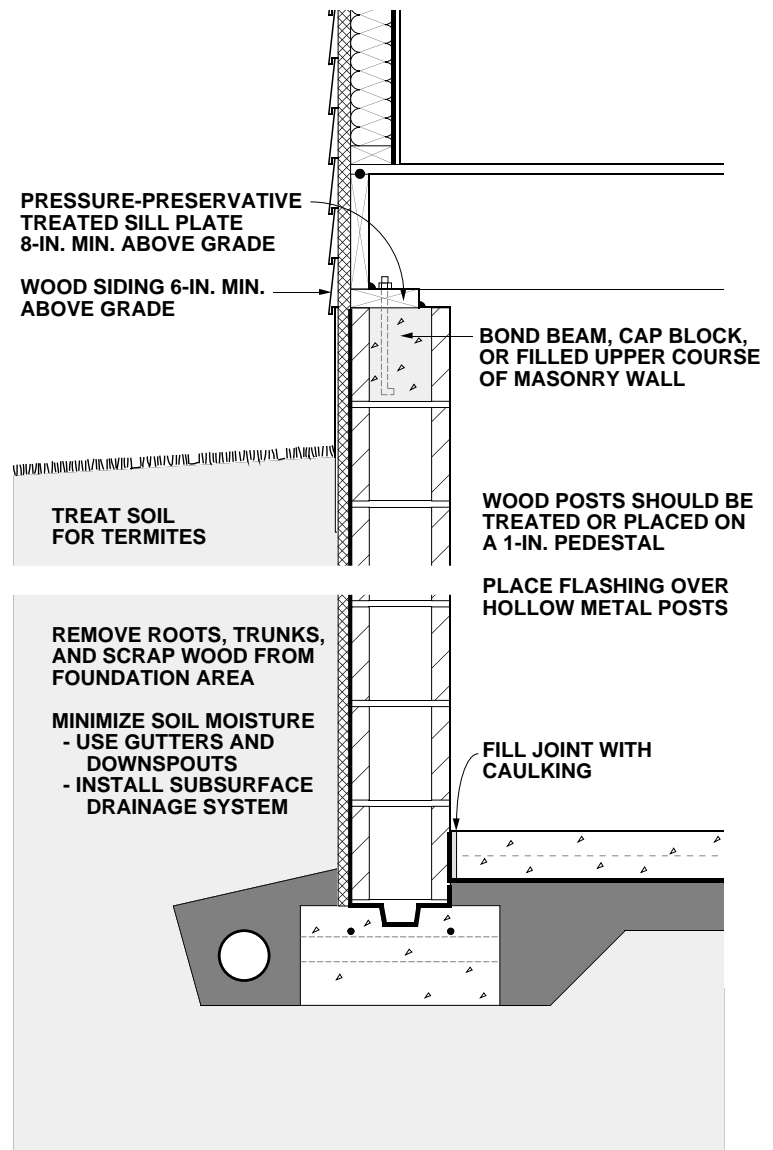 PRESSURE-PRESERVATIVE
TREATED SILL PLATE
8-IN. MIN. ABOVE GRADE
WOOD SIDING 6-IN. MIN.
ABOVE GRADE
BOND BEAM, CAP BLOCK,
OR FILLED UPPER COURSE
OF MASONRY WALL
TREAT SOIL
FOR TERMITES
WOOD POSTS SHOULD BE
TREATED OR PLACED ON
A 1-IN. PEDESTAL
PLACE FLASHING OVER
HOLLOW METAL POSTS
REMOVE ROOTS, TRUNKS,
AND SCRAP WOOD FROM
FOUNDATION AREA
MINIMIZE SOIL MOISTURE
- USE GUTTERS AND
DOWNSPOUTS
- INSTALL SUBSURFACE
DRAINAGE SYSTEM
FILL JOINT WITH
CAULKING